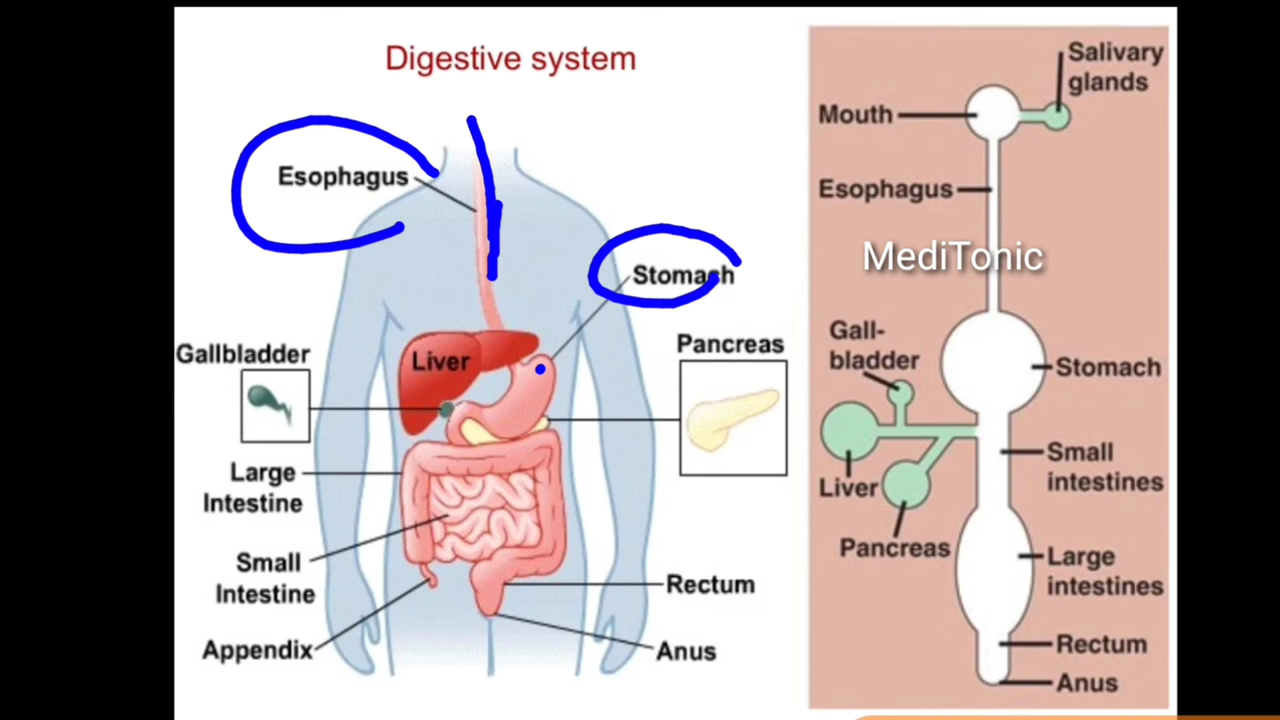 Digestive system
Esophagus
Stomach
Gallbladder
Liver
Pancreas
Large
Intestine
Small
Intestine
Appendix
Rectum
Anus
Salivary
glands
Mouth
Esophagus
MediTonic
Gall-
bladder
Stomach
Liver
Small
intestines
Pancreas
Large
intestines
Rectum
Anus